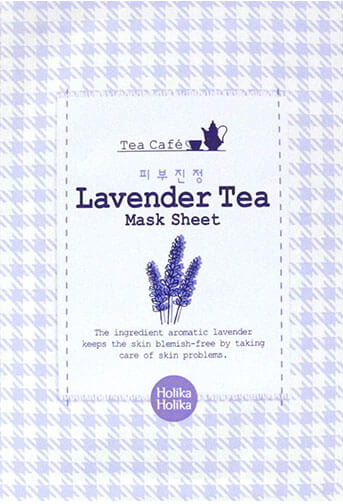 Tea Café
피부진정
Lavender Tea
Mask Sheet
The ingredient aromatic lavender
keeps the skin blemish-free by taking
care of skin problems.
Holika
Holika